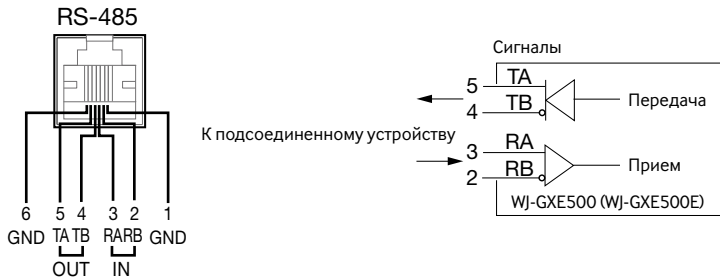 RS-485
6 5 4 3 2 1
GND TA TB RA RB GND
OUT IN
Сигналы
5 TA
4 TB
Передача
К подсоединенному устройству
3 RA
2 RB
Прием
WJ-GXE500 (WJ-GXE500E)